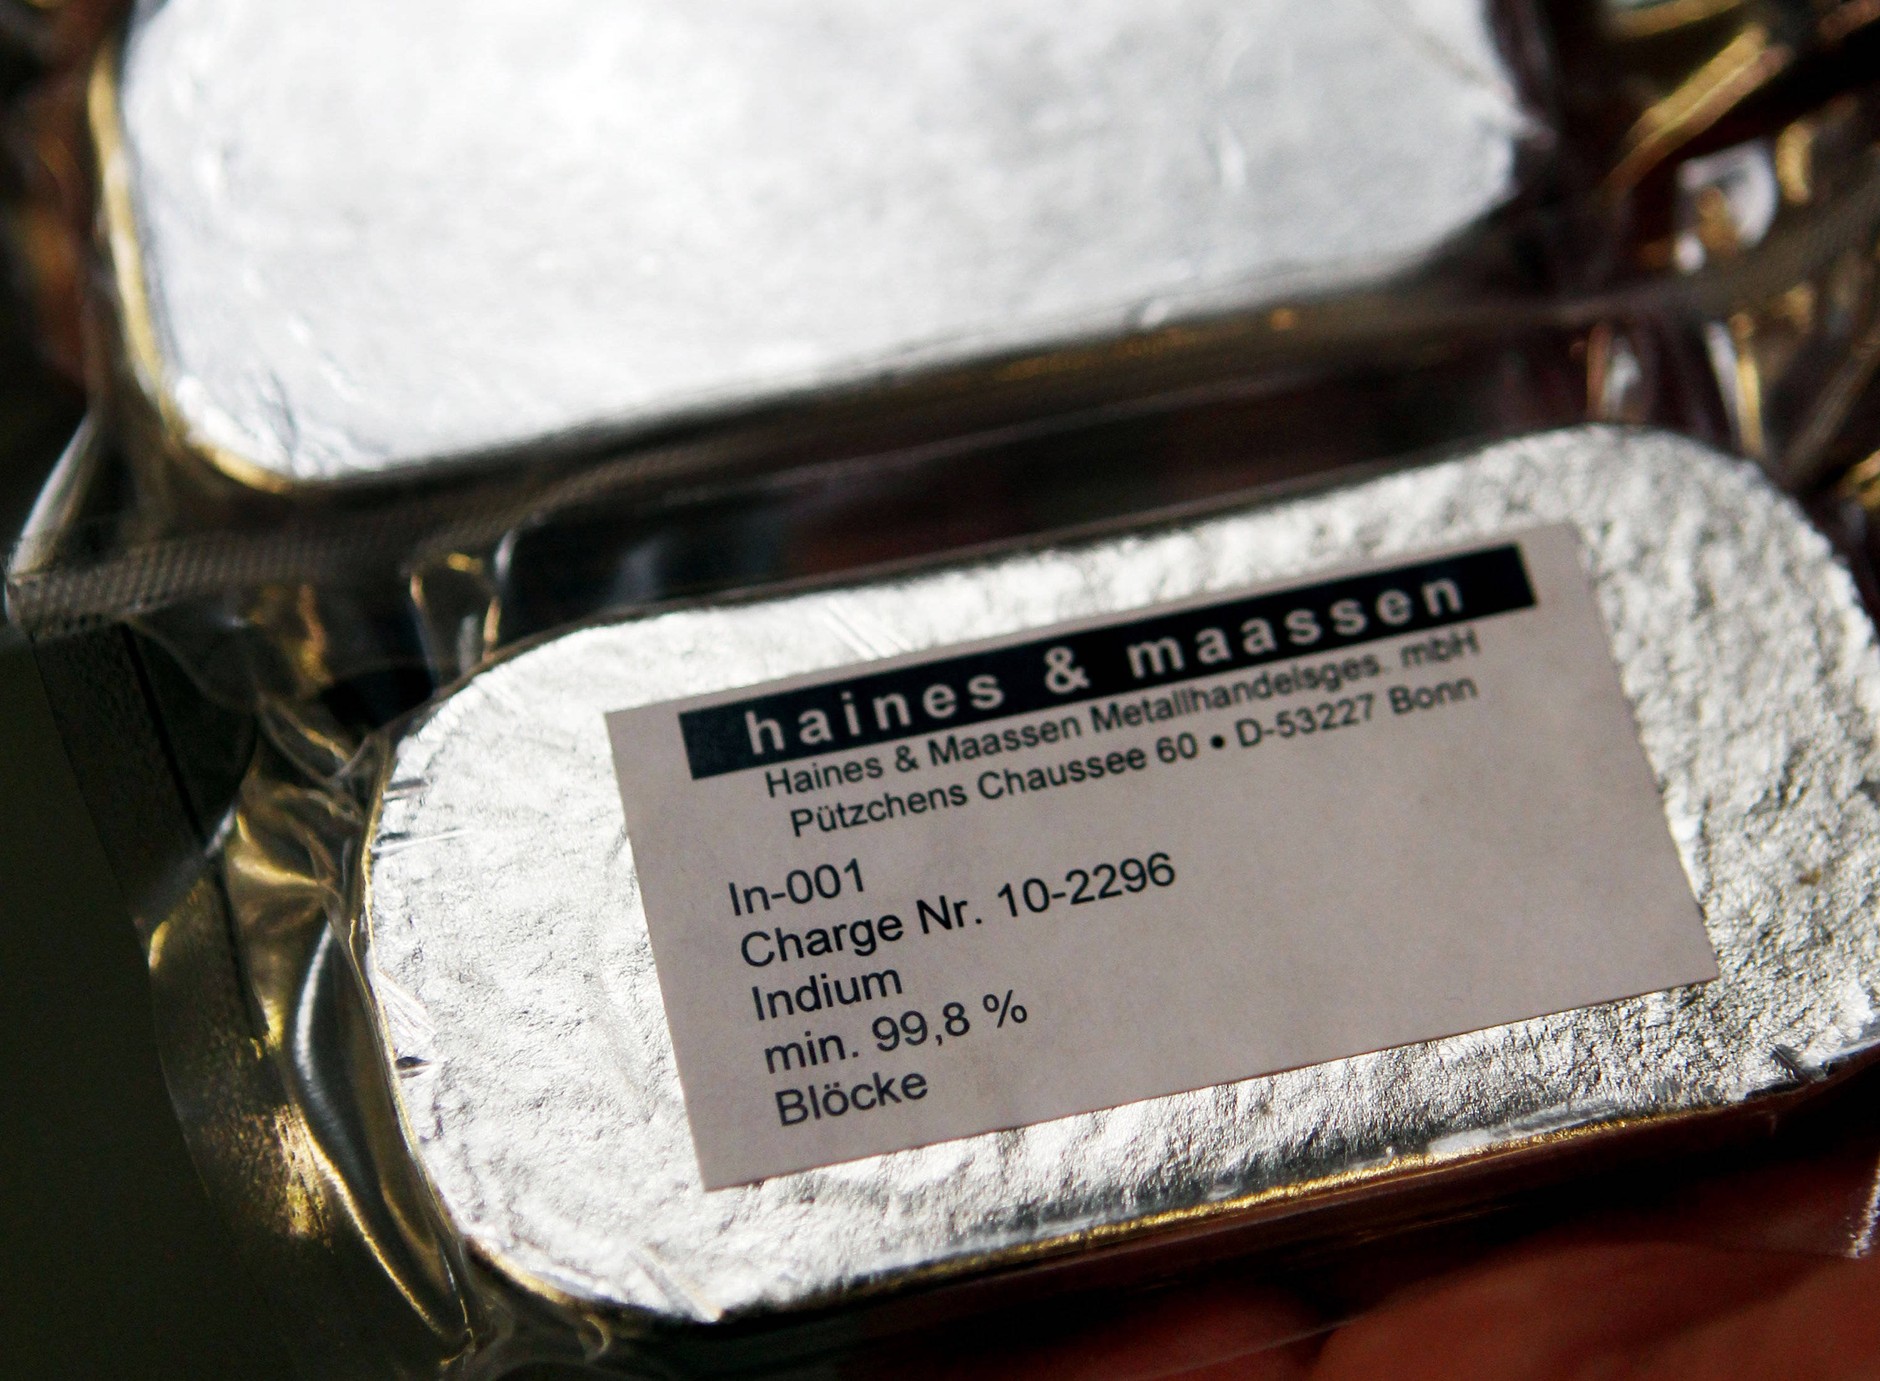 haines & maassen
Haines & Maassen Metallhandelsges. mbH
Pützchens Chaussee 60 • D-53227 Bonn
In-001
Charge Nr. 10-2296
Indium
min. 99,8 %
Blöcke